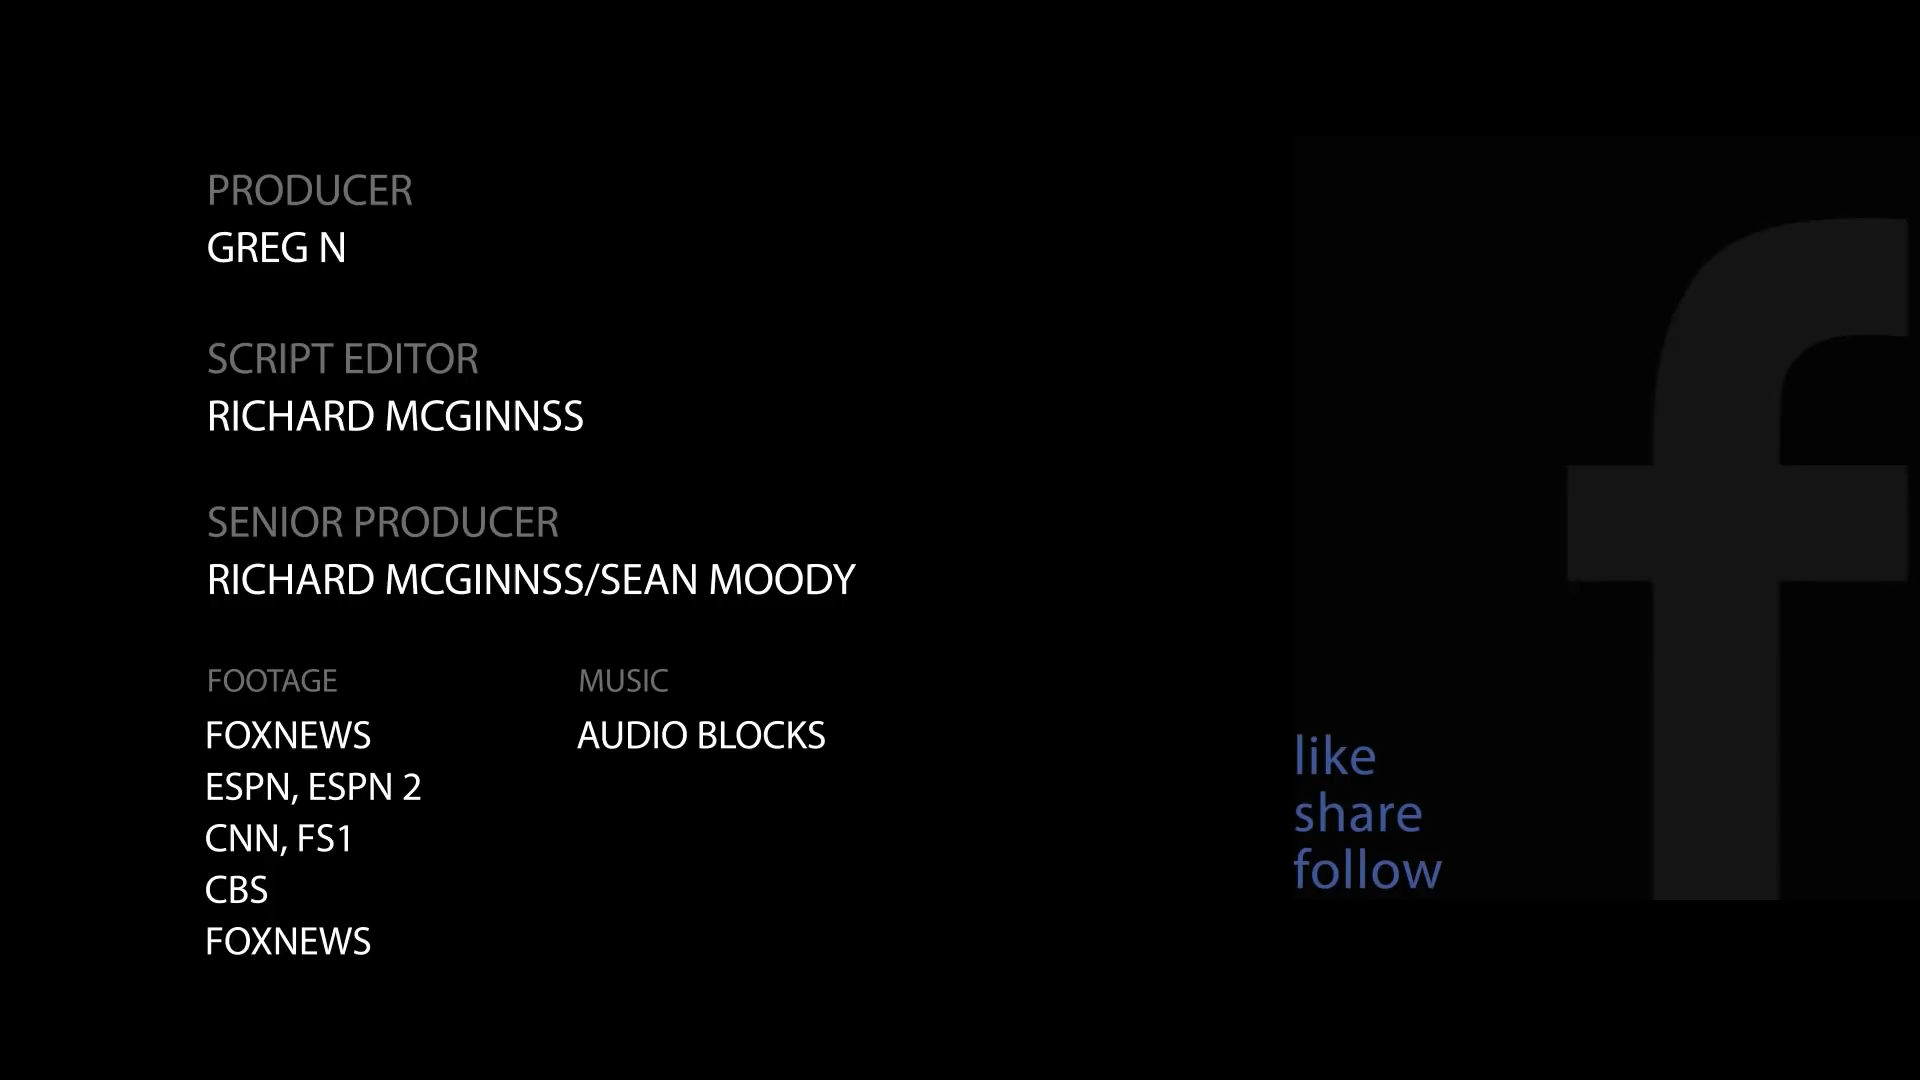 PRODUCER
GREG N
SCRIPT EDITOR
RICHARD MCGINNSS
SENIOR PRODUCER
RICHARD MCGINNSS/SEAN MOODY
FOOTAGE
FOXNEWS
ESPN, ESPN 2
CNN, FS1
CBS
FOXNEWS
MUSIC
AUDIO BLOCKS
like
share
follow
f